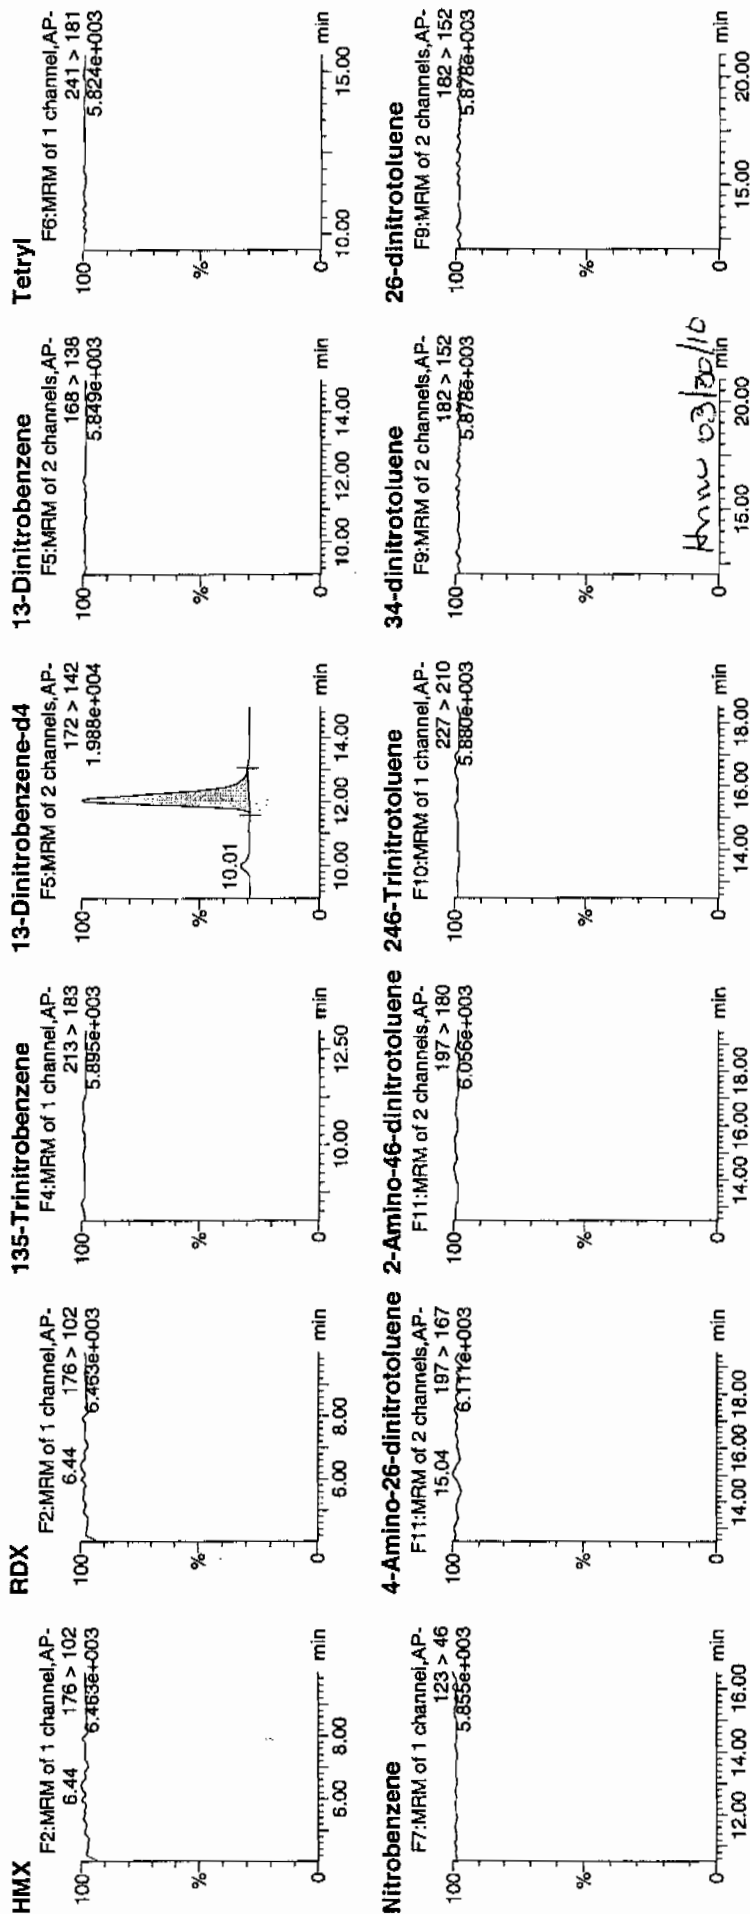 HMX
F2:MRM of 1 channel,AP-
176 > 102
6.463e+003
6.44
100
%
0
6.00
8.00
min
RDX
F2:MRM of 1 channel,AP-
176 > 102
6.463e+003
6.44
100
%
0
6.00
8.00
min
135-Trinitrobenzene
F4:MRM of 1 channel,AP-
213 > 183
5.895e+003
100
%
0
10.00
12.50
min
13-Dinitrobenzene-d4
F5:MRM of 2 channels,AP-
172 > 142
1.988e+004
10.01
100
%
0
10.00
12.00
14.00
min
13-Dinitrobenzene
F5:MRM of 2 channels,AP-
168 > 138
5.849e+003
100
%
0
10.00
12.00
14.00
min
Tetryl
F6:MRM of 1 channel,AP-
241 > 181
5.824e+003
100
%
0
10.00
15.00
min
Nitrobenzene
F7:MRM of 1 channel,AP-
123 > 46
5.855e+003
100
%
0
12.00
14.00
16.00
min
4-Amino-26-dinitrotoluene
F11:MRM of 2 channels,AP-
197 > 167
6.111e+003
15.04
100
%
0
14.00
16.00
18.00
min
2-Amino-46-dinitrotoluene
F11:MRM of 2 channels,AP-
197 > 180
6.056e+003
100
%
0
14.00
16.00
18.00
min
246-Trinitrotoluene
F10:MRM of 1 channel,AP-
227 > 210
5.880e+003
100
%
0
14.00
16.00
18.00
min
34-dinitrotoluene
F9:MRM of 2 channels,AP-
182 > 152
5.878e+003
100
%
0
15.00
20.00
min
03/30/10
26-dinitrotoluene
F9:MRM of 2 channels,AP-
182 > 152
5.878e+003
100
%
0
15.00
20.00
min